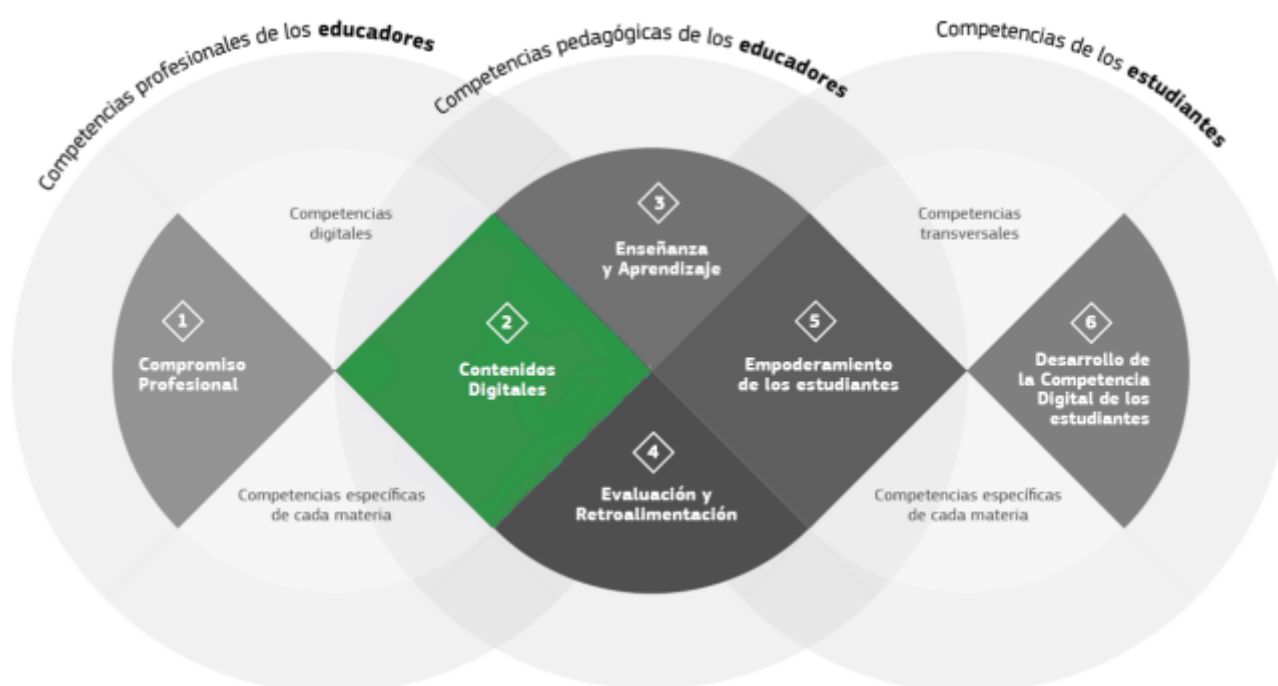 Competencias profesionales de los educadores
Competencias pedagógicas de los educadores
Competencias de los estudiantes
Competencias
digitales
Competencias
transversales
1
Compromiso
Profesional
2
Contenidos
Digitales
3
Enseñanza
y Aprendizaje
4
Evaluación y
Retroalimentación
5
Empoderamiento
de los estudiantes
6
Desarrollo de
la Competencia
Digital de los
estudiantes
Competencias específicas
de cada materia
Competencias específicas
de cada materia